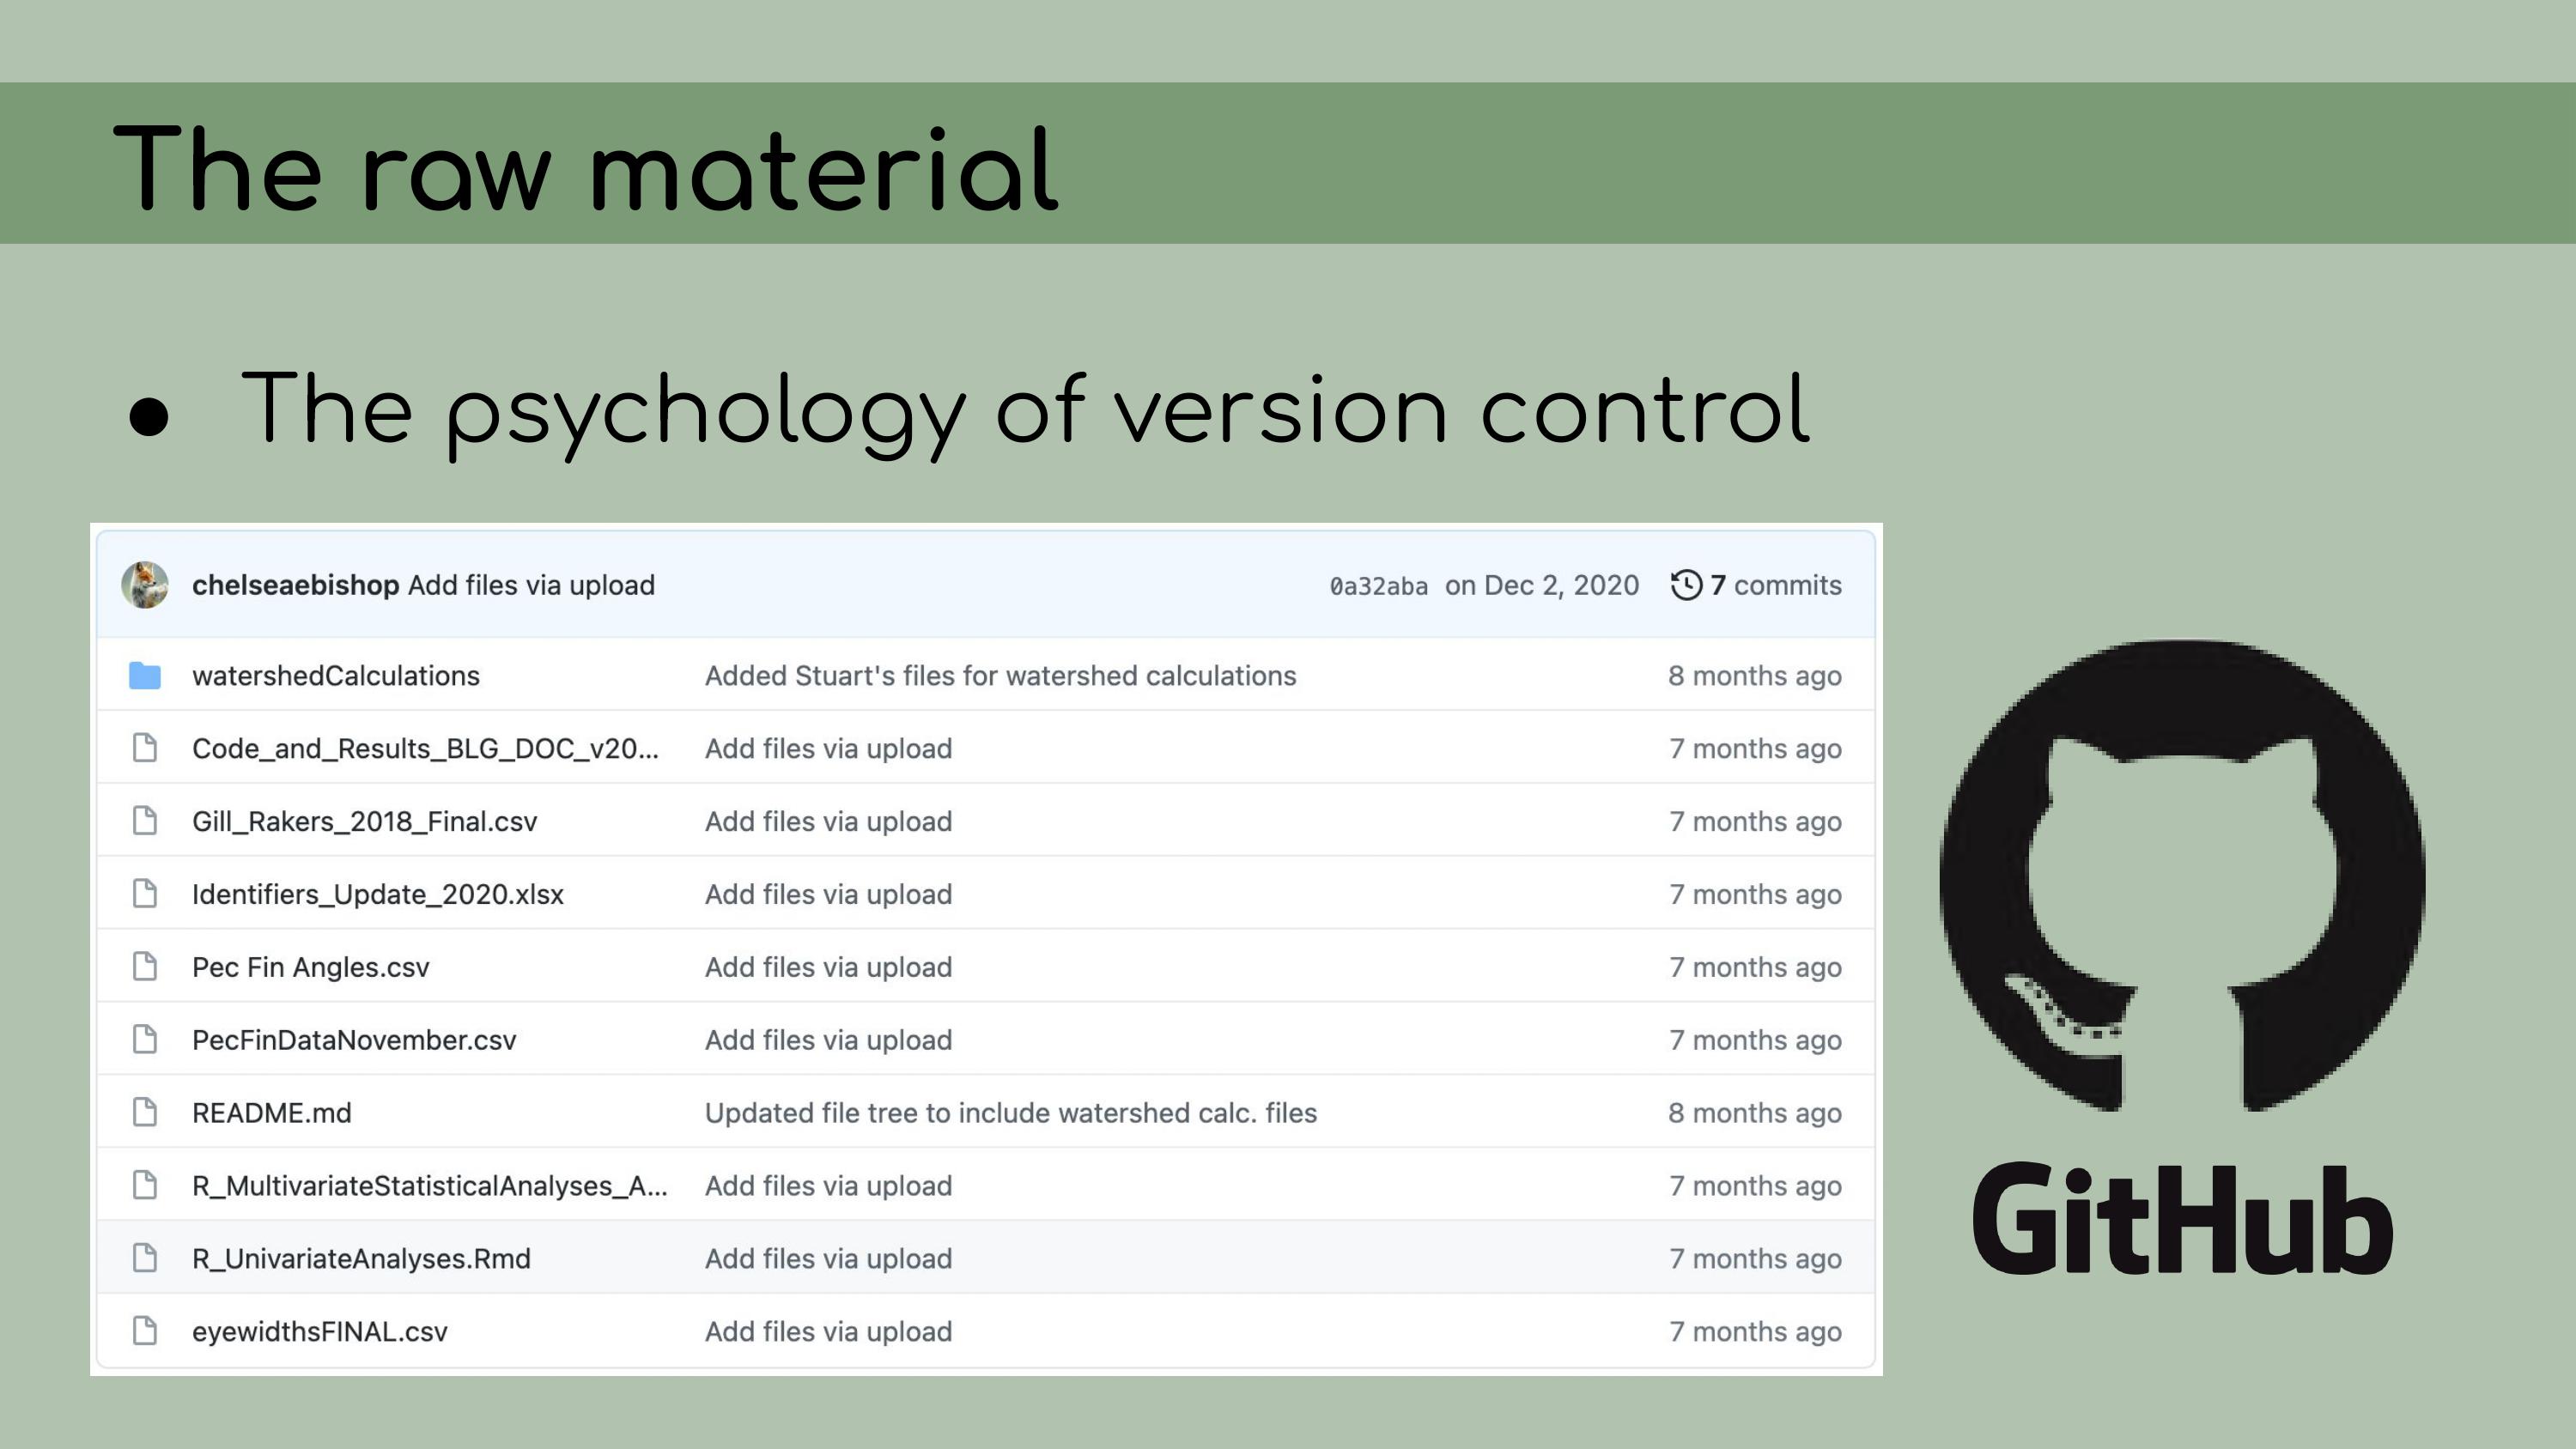 The raw material
● The psychology of version control
chelseaebishop Add files via upload 0a32aba on Dec 2, 2020 7 commits
watershedCalculations Added Stuart's files for watershed calculations 8 months ago
Code_and_Results_BLG_DOC_v20... Add files via upload 7 months ago
Gill_Rakers_2018_Final.csv Add files via upload 7 months ago
Identifiers_Update_2020.xlsx Add files via upload 7 months ago
Pec Fin Angles.csv Add files via upload 7 months ago
PecFinDataNovember.csv Add files via upload 7 months ago
README.md Updated file tree to include watershed calc. files 8 months ago
R_MultivariateStatisticalAnalyses_A... Add files via upload 7 months ago
R_UnivariateAnalyses.Rmd Add files via upload 7 months ago
eyewidthsFINAL.csv Add files via upload 7 months ago
GitHub